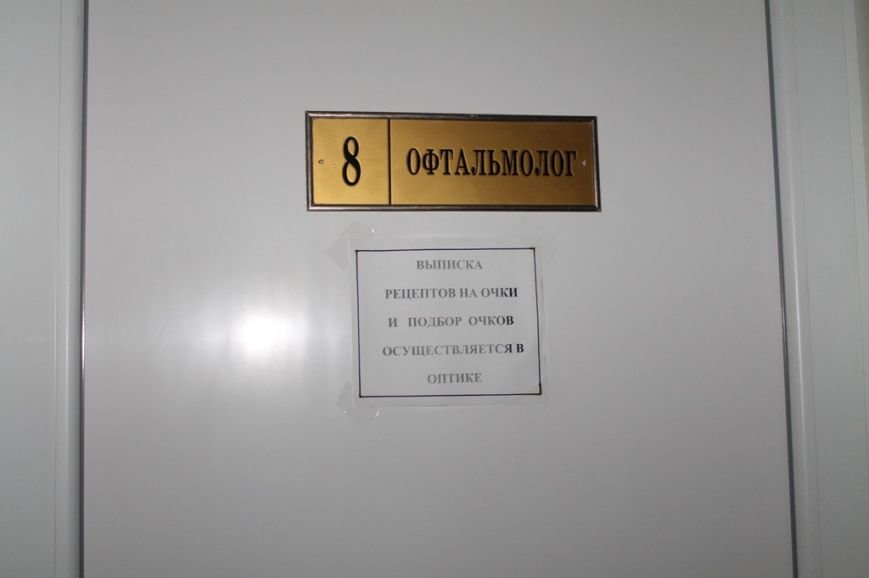 8 ОФТАЛЬМОЛОГ
ВЫПИСКА
РЕЦЕПТОВ НА ОЧКИ
И ПОДБОР ОЧКОВ
ОСУЩЕСТВЛЯЕТСЯ В
ОПТИКЕ